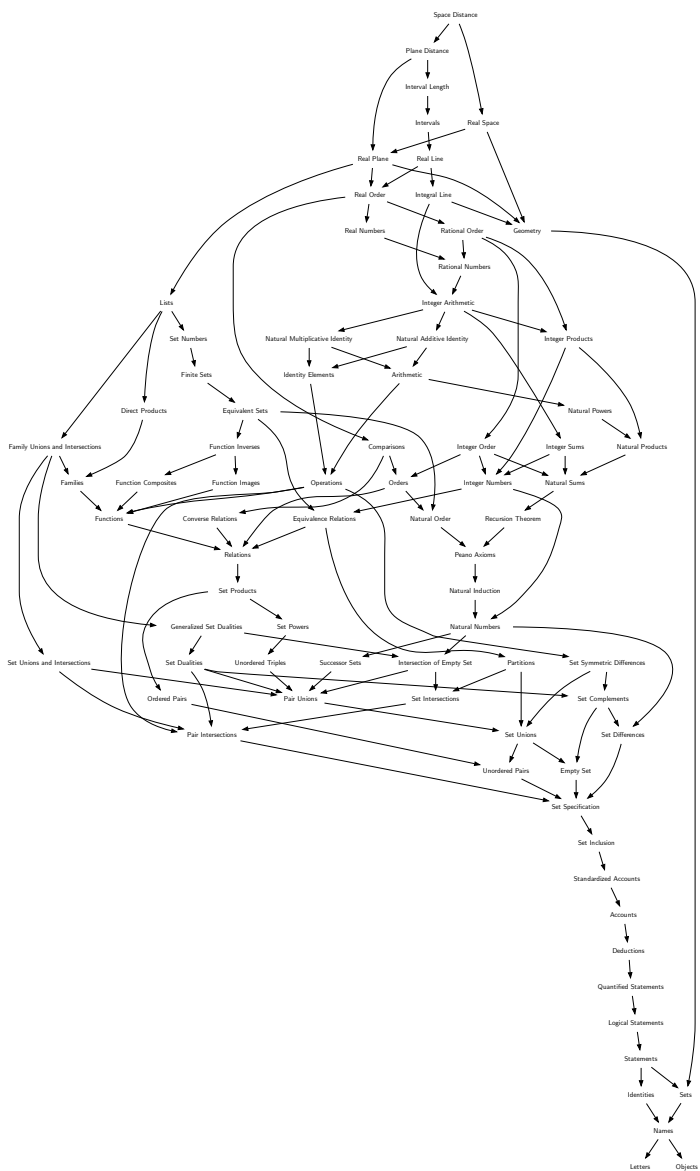 Space Distance
Plane Distance
Interval Length
Intervals
Real Space
Real Plane
Real Line
Real Order
Integral Line
Real Numbers
Rational Order
Geometry
Rational Numbers
Lists
Integer Arithmetic
Set Numbers
Natural Multiplicative Identity
Natural Additive Identity
Integer Products
Finite Sets
Identity Elements
Arithmetic
Direct Products
Equivalent Sets
Natural Powers
Family Unions and Intersections
Function Inverses
Comparisons
Integer Order
Integer Sums
Natural Products
Families
Function Composites
Function Images
Operations
Orders
Integer Numbers
Natural Sums
Functions
Converse Relations
Equivalence Relations
Natural Order
Recursion Theorem
Relations
Peano Axioms
Set Products
Natural Induction
Generalized Set Dualities
Set Powers
Natural Numbers
Set Unions and Intersections
Set Dualities
Unordered Triples
Successor Sets
Intersection of Empty Set
Partitions
Set Symmetric Differences
Ordered Pairs
Pair Unions
Set Intersections
Set Complements
Pair Intersections
Set Unions
Set Differences
Unordered Pairs
Empty Set
Set Specification
Set Inclusion
Standardized Accounts
Accounts
Deductions
Quantified Statements
Logical Statements
Statements
Identities
Sets
Names
Letters
Objects